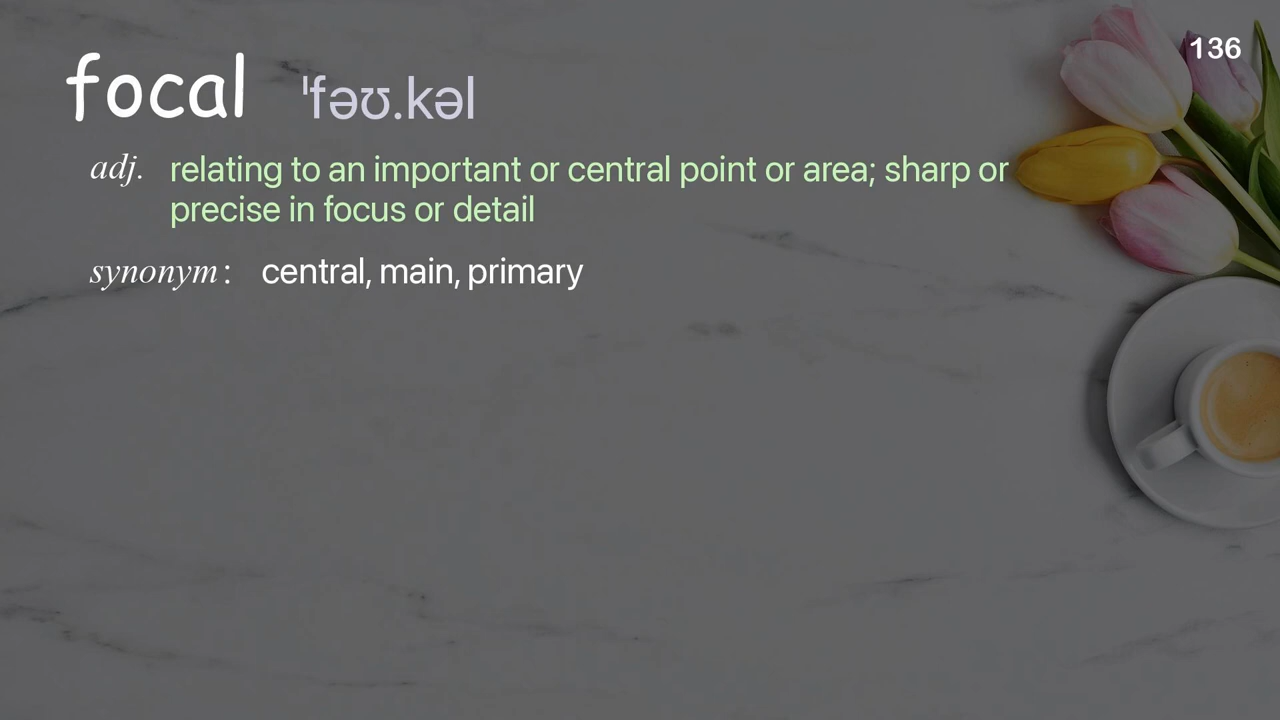 focal ˈfəʊ.kəl
136
adj. relating to an important or central point or area; sharp or
precise in focus or detail
synonym: central, main, primary